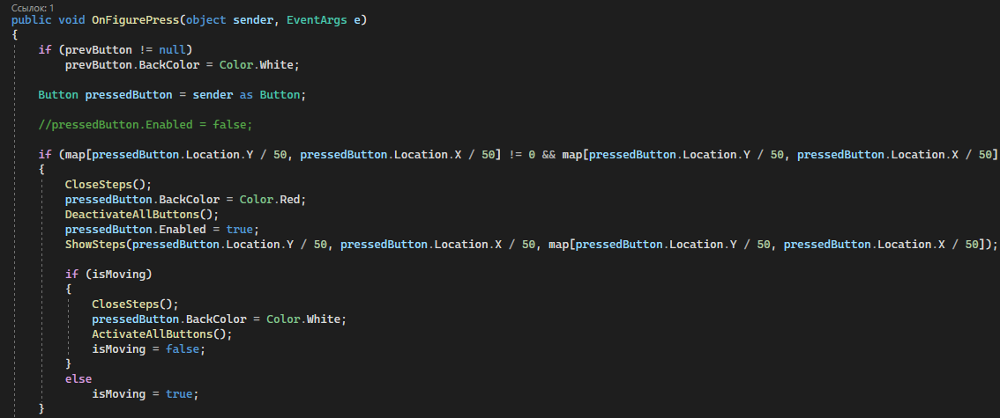 Ссылок: 1
public void OnFigurePress(object sender, EventArgs e)
{
if (prevButton != null)
prevButton.BackColor = Color.White;
Button pressedButton = sender as Button;
//pressedButton.Enabled = false;
if (map[pressedButton.Location.Y / 50, pressedButton.Location.X / 50] != 0 && map[pressedButton.Location.Y / 50, pressedButton.Location.X / 50]
{
CloseSteps();
pressedButton.BackColor = Color.Red;
DeactivateAllButtons();
pressedButton.Enabled = true;
ShowSteps(pressedButton.Location.Y / 50, pressedButton.Location.X / 50, map[pressedButton.Location.Y / 50, pressedButton.Location.X / 50]);
if (isMoving)
{
CloseSteps();
pressedButton.BackColor = Color.White;
ActivateAllButtons();
isMoving = false;
}
else
isMoving = true;
}